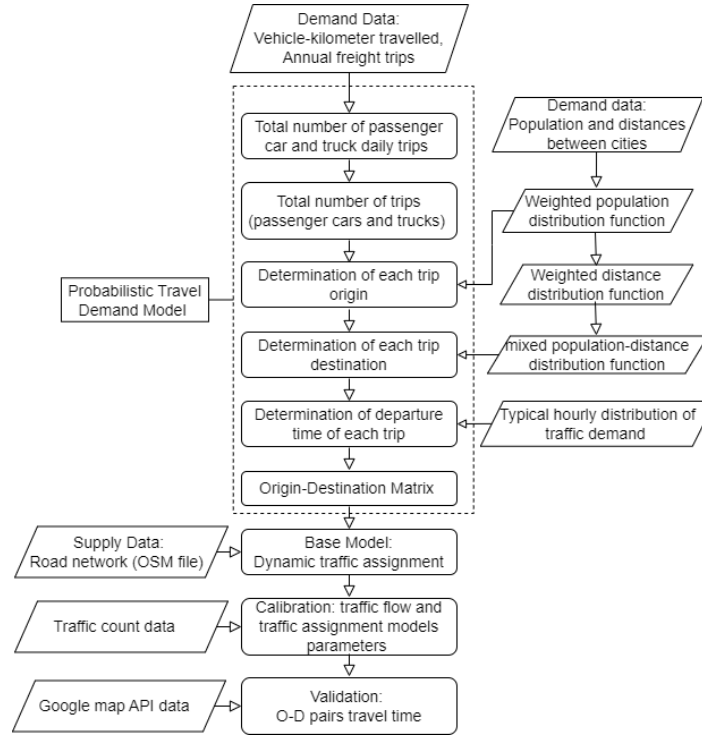 Demand Data:
Vehicle-kilometer travelled,
Annual freight trips
Total number of passenger
car and truck daily trips
Demand data:
Population and distances
between cities
Total number of trips
(passenger cars and trucks)
Weighted population
distribution function
Probabilistic Travel
Demand Model
Determination of each trip
origin
Weighted distance
distribution function
Determination of each trip
destination
mixed population-distance
distribution function
Determination of departure
time of each trip
Typical hourly distribution of
traffic demand
Origin-Destination Matrix
Supply Data:
Road network (OSM file)
Base Model:
Dynamic traffic assignment
Traffic count data
Calibration: traffic flow and
traffic assignment models
parameters
Google map API data
Validation:
O-D pairs travel time